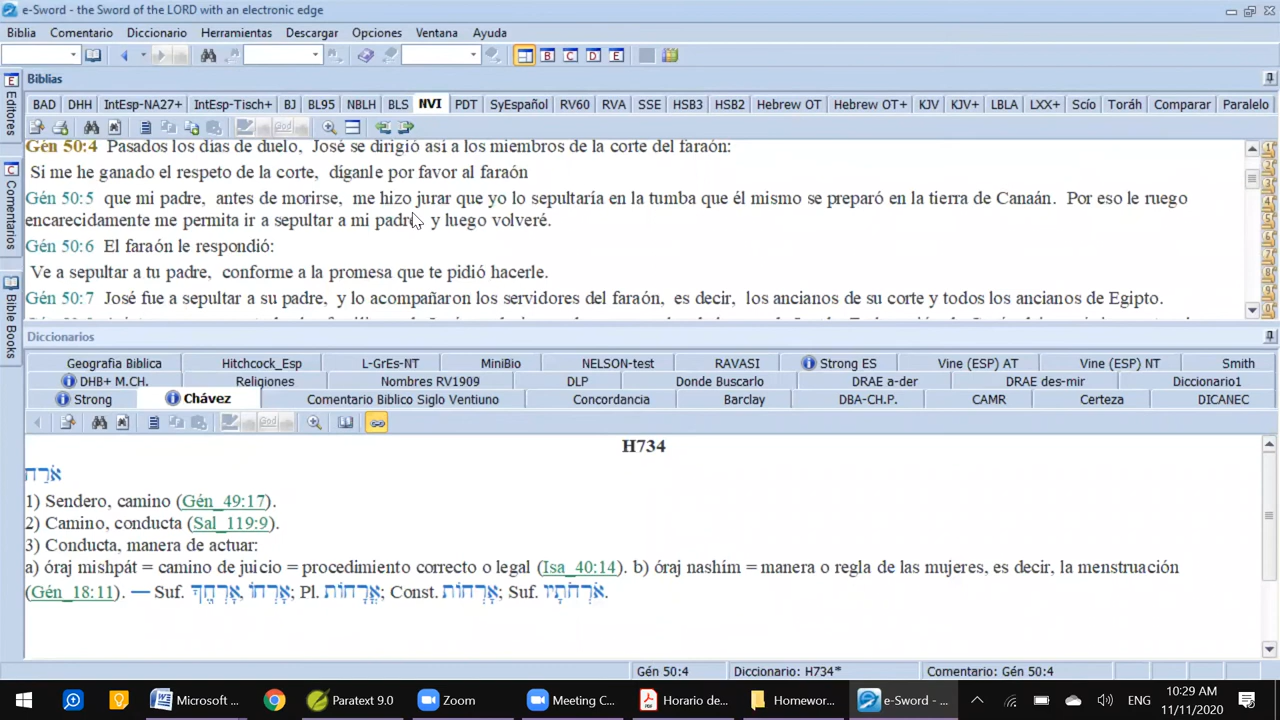 e-Sword - the Sword of the LORD with an electronic edge
Biblia Comentario Diccionario Herramientas Descargar Opciones Ventana Ayuda
B C D E
Biblias
BAD DHH IntEsp-NA27+ IntEsp-Tisch+ BJ BL95 NBLH BLS NVI PDT SyEspañol RV60 RVA SSE HSB3 HSB2 Hebrew OT Hebrew OT+ KJV KJV+ LBLA LXX+ Scío Toráh Comparar Paralelo
Gén 50:4 Pasados los días de duelo, José se dirigió así a los miembros de la corte del faraón:
Si me he ganado el respeto de la corte, díganle por favor al faraón
Gén 50:5 que mi padre, antes de morirse, me hizo jurar que yo lo sepultaría en la tumba que él mismo se preparó en la tierra de Canaán. Por eso le ruego
encarecidamente me permita ir a sepultar a mi padre, y luego volveré.
Gén 50:6 El faraón le respondió:
Ve a sepultar a tu padre, conforme a la promesa que te pidió hacerle.
Gén 50:7 José fue a sepultar a su padre, y lo acompañaron los servidores del faraón, es decir, los ancianos de su corte y todos los ancianos de Egipto.
E Editores
C Comentarios
Bible Books
Diccionarios
Geografia Biblica Hitchcock_Esp L-GrEs-NT MiniBio NELSON-test RAVASI Strong ES Vine (ESP) AT Vine (ESP) NT Smith
DHB+ M.CH. Religiones Nombres RV1909 DLP Donde Buscarlo DRAE a-der DRAE des-mir Diccionario1
Strong Chávez Comentario Biblico Siglo Ventiuno Concordancia Barclay DBA-CH.P. CAMR Certeza DICANEC
H734
אֹרַח
1) Sendero, camino (Gén_49:17).
2) Camino, conducta (Sal_119:9).
3) Conducta, manera de actuar:
a) óraj mishpát = camino de juicio = procedimiento correcto o legal (Isa_40:14). b) óraj nashím = manera o regla de las mujeres, es decir, la menstruación
(Gén_18:11). — Suf. אָרְחֶךָ, אָרְחוֹ; Pl. אֳרָחוֹת; Const. אָרְחוֹת; Suf. אֹרְחֹתָיו.
Gén 50:4 Diccionario: H734* Comentario: Gén 50:4
Microsoft ... Paratext 9.0 Zoom Meeting C... Horario de... Homewor... e-Sword - ... ENG 10:29 AM
11/11/2020